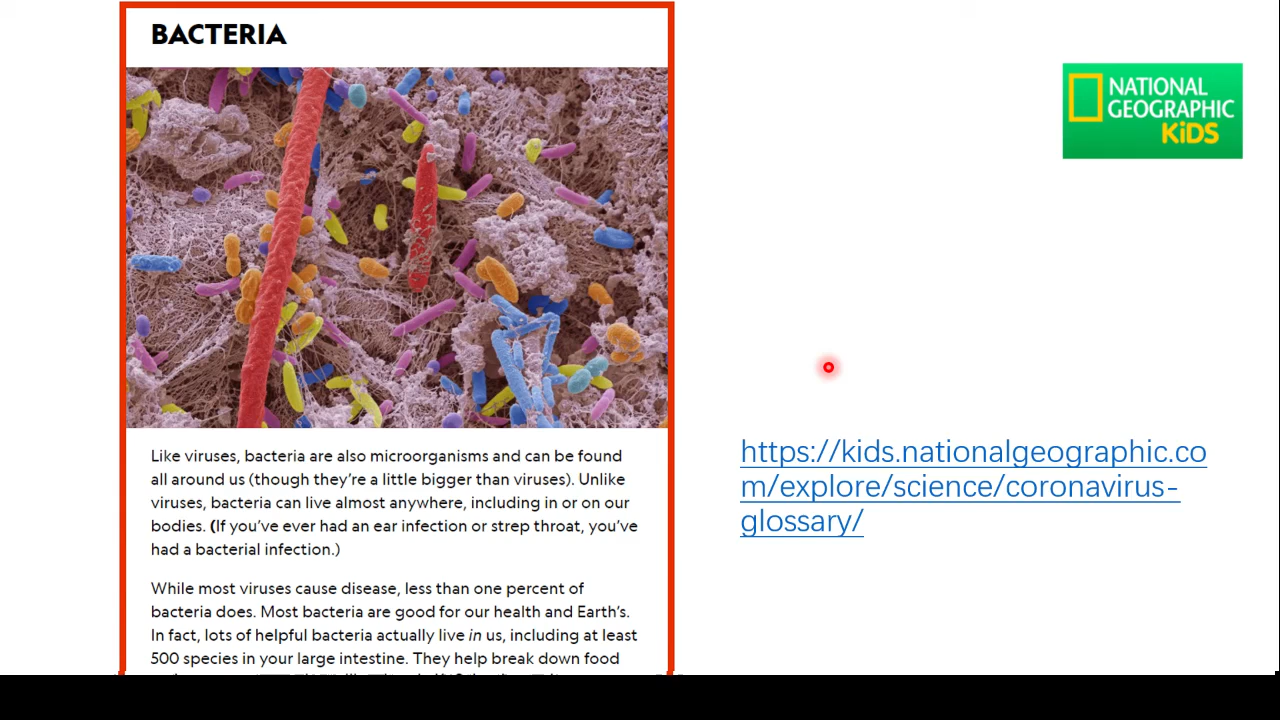 BACTERIA
NATIONAL
GEOGRAPHIC
KiDS
Like viruses, bacteria are also microorganisms and can be found
all around us (though they're a little bigger than viruses). Unlike
viruses, bacteria can live almost anywhere, including in or on our
bodies. (If you've ever had an ear infection or strep throat, you've
had a bacterial infection.)
While most viruses cause disease, less than one percent of
bacteria does. Most bacteria are good for our health and Earth's.
In fact, lots of helpful bacteria actually live in us, including at least
500 species in your large intestine. They help break down food
https://kids.nationalgeographic.co
m/explore/science/coronavirus-
glossary/